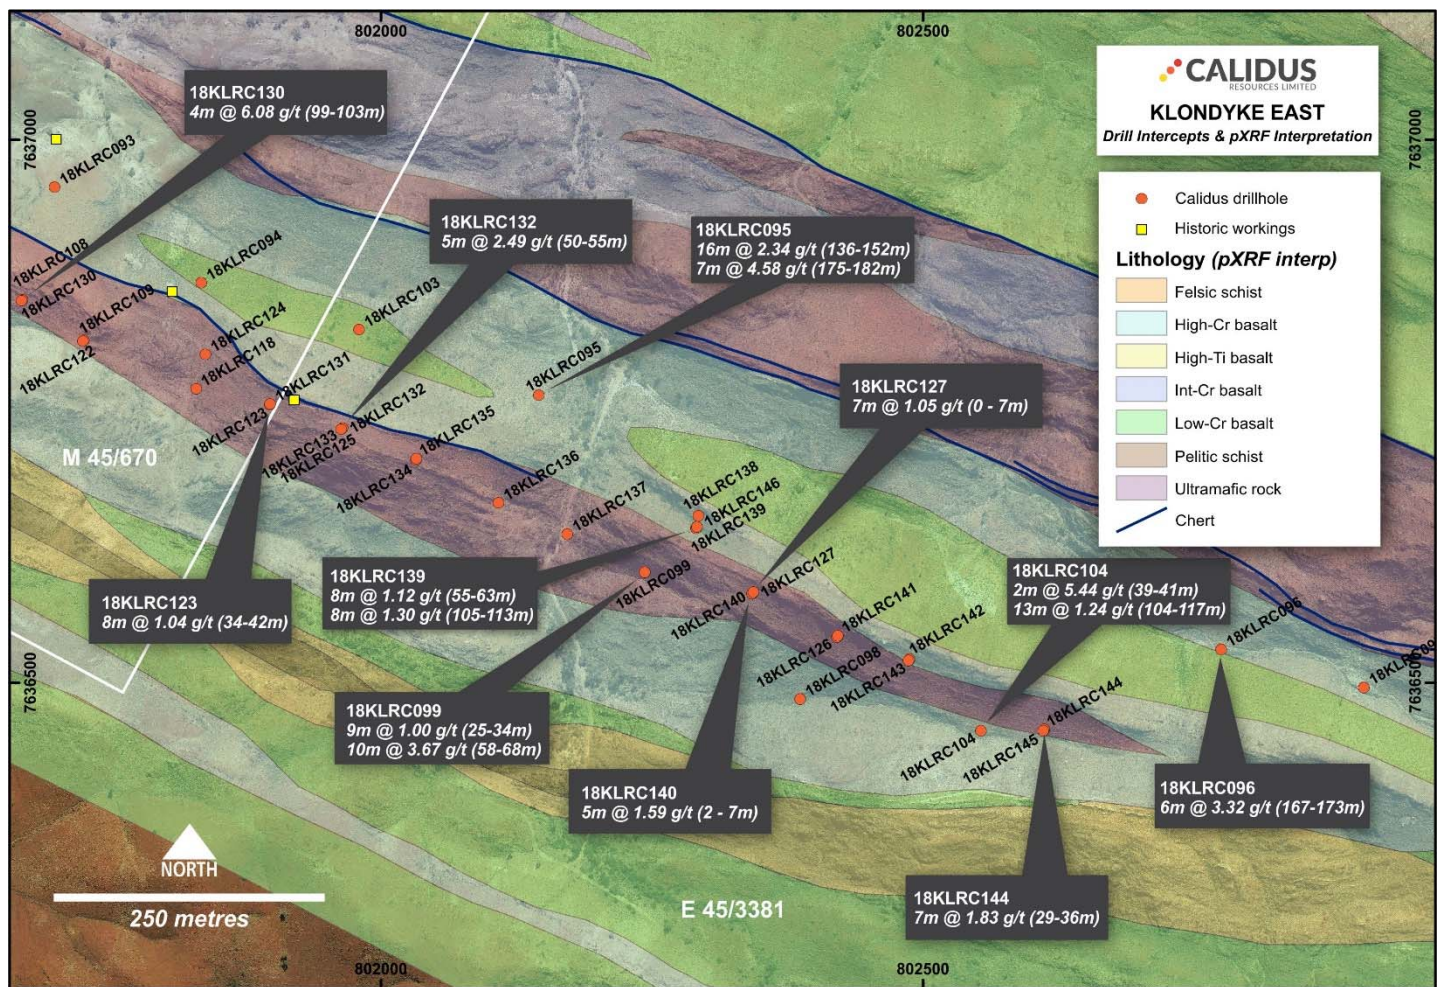 802000
802500
CALIDUS
RESOURCES LIMITED
KLONDYKE EAST
Drill Intercepts & pXRF Interpretation
Calidus drillhole
Historic workings
Lithology (pXRF interp)
Felsic schist
High-Cr basalt
High-Ti basalt
Int-Cr basalt
Low-Cr basalt
Pelitic schist
Ultramafic rock
Chert
7637000
7637000
18KLRC130
4m @ 6.08 g/t (99-103m)
18KLRC093
18KLRC132
5m @ 2.49 g/t (50-55m)
18KLRC095
16m @ 2.34 g/t (136-152m)
7m @ 4.58 g/t (175-182m)
18KLRC108
18KLRC130
18KLRC109
18KLRC122
18KLRC094
18KLRC124
18KLRC118
18KLRC103
18KLRC131
18KLRC123
18KLRC132
18KLRC133
18KLRC125
18KLRC135
18KLRC134
18KLRC095
18KLRC136
18KLRC137
18KLRC138
18KLRC146
18KLRC139
18KLRC127
7m @ 1.05 g/t (0 - 7m)
M 45/670
18KLRC099
18KLRC127
18KLRC140
18KLRC141
18KLRC126
18KLRC142
18KLRC143
18KLRC098
18KLRC104
2m @ 5.44 g/t (39-41m)
13m @ 1.24 g/t (104-117m)
18KLRC096
18KLRC09
18KLRC144
18KLRC104
18KLRC145
18KLRC123
8m @ 1.04 g/t (34-42m)
18KLRC139
8m @ 1.12 g/t (55-63m)
8m @ 1.30 g/t (105-113m)
7636500
7636500
18KLRC099
9m @ 1.00 g/t (25-34m)
10m @ 3.67 g/t (58-68m)
18KLRC140
5m @ 1.59 g/t (2 - 7m)
18KLRC096
6m @ 3.32 g/t (167-173m)
18KLRC144
7m @ 1.83 g/t (29-36m)
NORTH
250 metres
E 45/3381
802000
802500